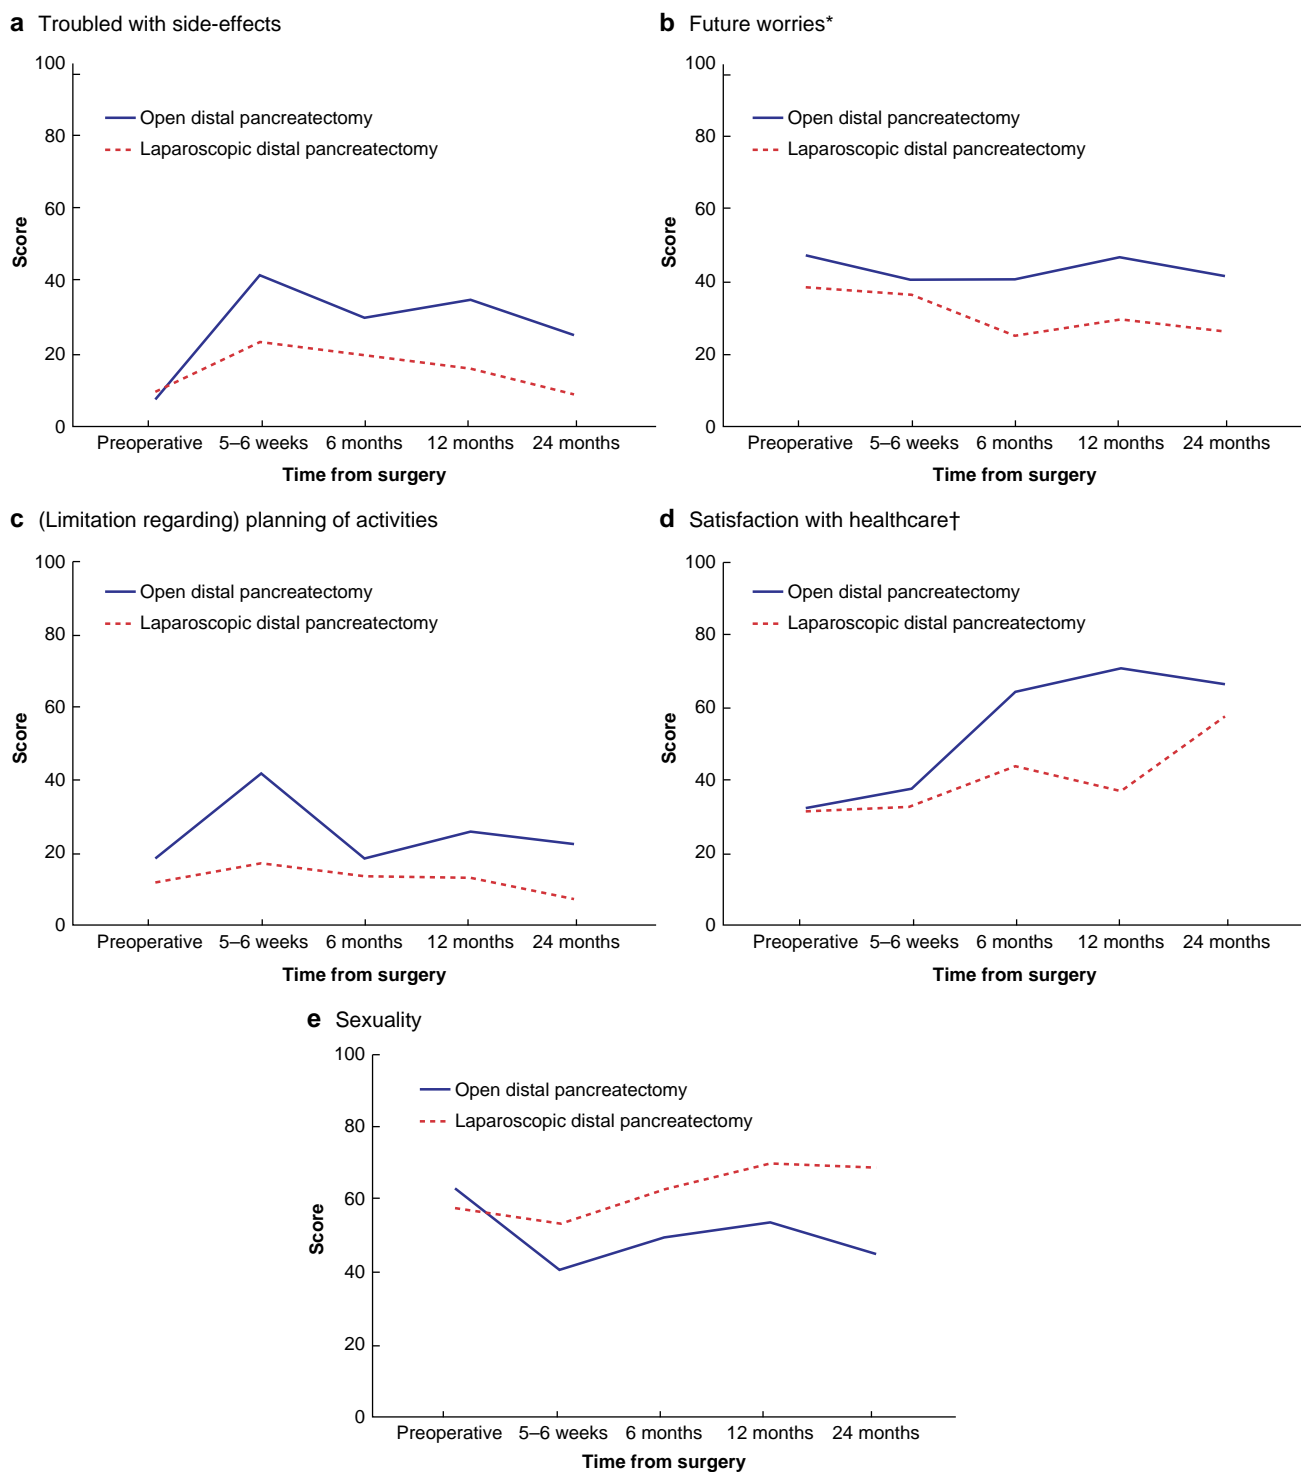 a Troubled with side-effects
100
80
60
40
20
0
Score
Open distal pancreatectomy
Laparoscopic distal pancreatectomy
Preoperative 5–6 weeks 6 months 12 months 24 months
Time from surgery
b Future worries*
100
80
60
40
20
0
Score
Open distal pancreatectomy
Laparoscopic distal pancreatectomy
Preoperative 5–6 weeks 6 months 12 months 24 months
Time from surgery
c (Limitation regarding) planning of activities
100
80
60
40
20
0
Score
Open distal pancreatectomy
Laparoscopic distal pancreatectomy
Preoperative 5–6 weeks 6 months 12 months 24 months
Time from surgery
d Satisfaction with healthcare†
100
80
60
40
20
0
Score
Open distal pancreatectomy
Laparoscopic distal pancreatectomy
Preoperative 5–6 weeks 6 months 12 months 24 months
Time from surgery
e Sexuality
100
80
60
40
20
0
Score
Open distal pancreatectomy
Laparoscopic distal pancreatectomy
Preoperative 5–6 weeks 6 months 12 months 24 months
Time from surgery